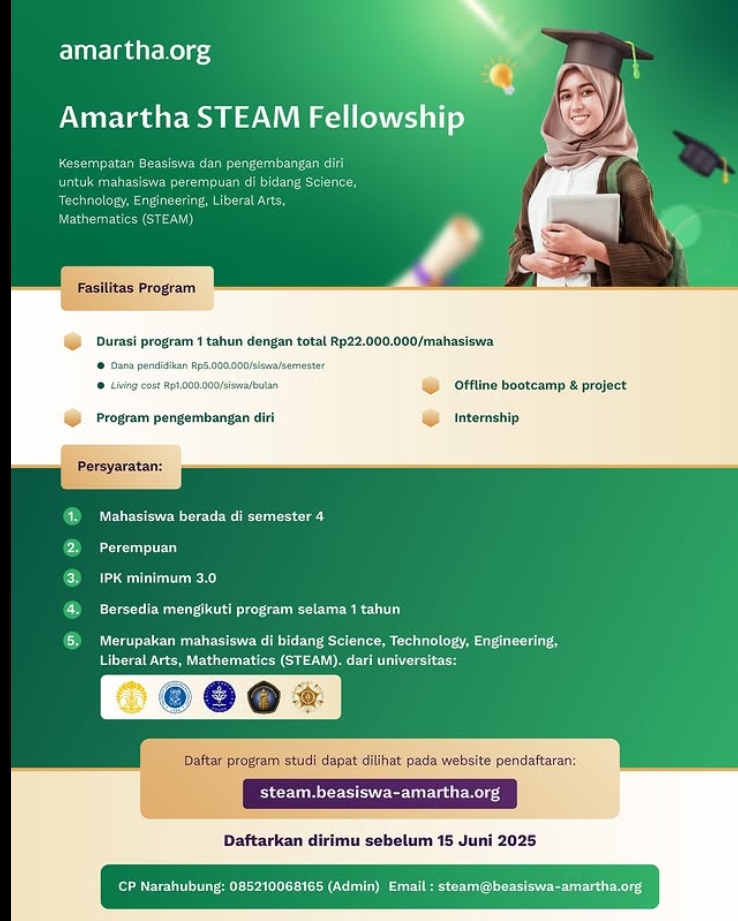 amartha.org
Amartha STEAM Fellowship
Kesempatan Beasiswa dan pengembangan diri
untuk mahasiswa perempuan di bidang Science,
Technology, Engineering, Liberal Arts,
Mathematics (STEAM)
Fasilitas Program
Durasi program 1 tahun dengan total Rp22.000.000/mahasiswa
Dana pendidikan Rp5.000.000/siswa/semester
Living cost Rp1.000.000/siswa/bulan
Program pengembangan diri
Offline bootcamp & project
Internship
Persyaratan:
1. Mahasiswa berada di semester 4
2. Perempuan
3. IPK minimum 3.0
4. Bersedia mengikuti program selama 1 tahun
5. Merupakan mahasiswa di bidang Science, Technology, Engineering,
Liberal Arts, Mathematics (STEAM). dari universitas:
Daftar program studi dapat dilihat pada website pendaftaran:
steam.beasiswa-amartha.org
Daftarkan dirimu sebelum 15 Juni 2025
CP Narahubung: 085210068165 (Admin) Email : steam@beasiswa-amartha.org